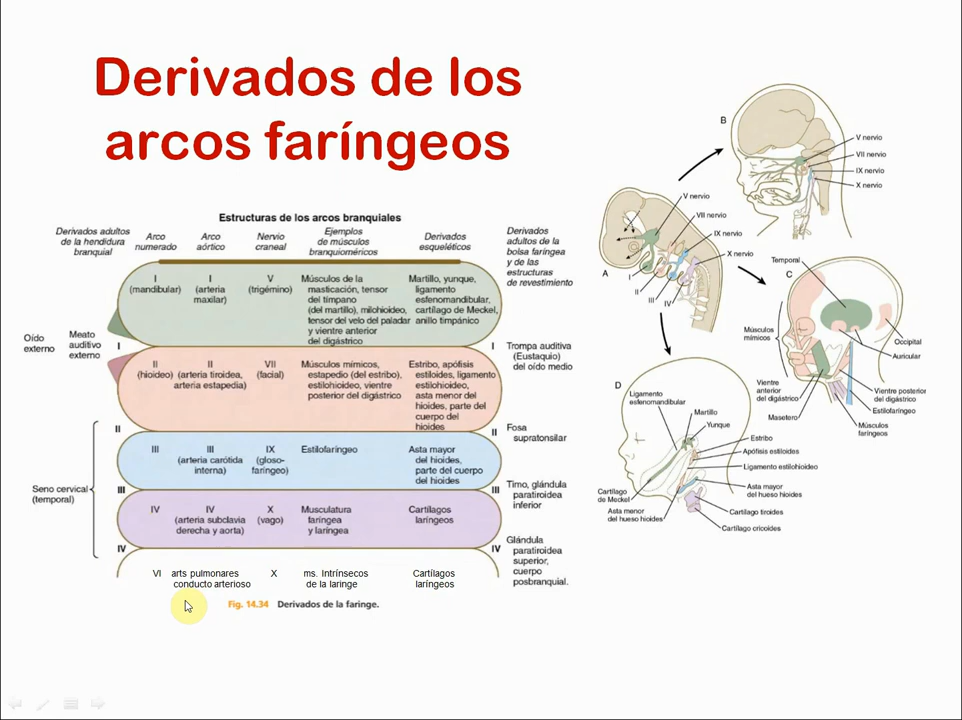 Derivados de los
arcos faríngeos
Estructuras de los arcos branquiales
Derivados adultos
de la hendidura
branquial
Arco
numerado
Arco
aórtico
Nervio
craneal
Ejemplos
de músculos
branquioméricos
Derivados
esqueléticos
Derivados
adultos de la
bolsa faríngea
y de las
estructuras
de revestimiento
I
(mandibular)
I
(arteria
maxilar)
V
(trigémino)
Músculos de la
masticación, tensor
del tímpano
(del martillo), milohioideo,
tensor del velo del paladar
y vientre anterior
del digástrico
Martillo, yunque,
ligamento
esfenomandibular,
cartílago de Meckel,
anillo timpánico
Oído
externo
Meato
auditivo
externo
I
I
Trompa auditiva
(Eustaquio)
del oído medio
II
(hioideo)
II
(arteria tiroidea,
arteria estapedia)
VII
(facial)
Músculos mímicos,
estapedio (del estribo),
estilohioideo, vientre
posterior del digástrico
Estribo, apófisis
estiloides, ligamento
estilohioideo,
asta menor del
hioides, parte del
cuerpo del
hioides
II
II
Fosa
supratonsilar
III
III
(arteria carótida
interna)
IX
(gloso-
faríngeo)
Estilofaríngeo
Asta mayor
del hioides,
parte del cuerpo
del hioides
Seno cervical
(temporal)
III
III
Timo, glándula
paratiroidea
inferior
IV
IV
(arteria subclavia
derecha y aorta)
X
(vago)
Musculatura
faríngea
y laríngea
Cartílagos
laríngeos
IV
IV
Glándula
paratiroidea
superior,
cuerpo
posbranquial.
VI
arts pulmonares
conducto arterioso
X
ms. Intrínsecos
de la laringe
Cartílagos
laríngeos
Fig. 14.34 Derivados de la faringe.
B
V nervio
VII nervio
IX nervio
X nervio
V nervio
VII nervio
IX nervio
X nervio
A
I
II
III
IV
Temporal
C
Músculos
mímicos
Occipital
Auricular
Vientre
anterior
del digástrico
Masetero
Vientre posterior
del digástrico
Estilofaríngeo
Músculos
faríngeos
D
Ligamento
esfenomandibular
Martillo
Yunque
Estribo
Apófisis estiloides
Ligamento estilohioideo
Asta mayor
del hueso hioides
Cartílago
de Meckel
Asta menor
del hueso hioides
Cartílago tiroides
Cartílago cricoides